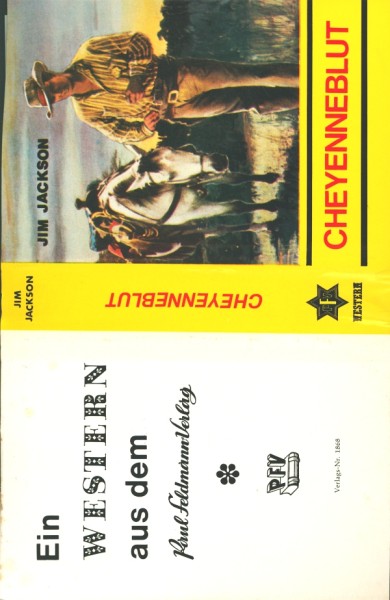 JIM JACKSON
CHEYENNEBLUT
JIM
JACKSON
CHEYENNEBLUT
WESTERN
Ein
WESTERN
aus dem
Paul Feldmann-Verlag
PFV
Verlags-Nr. 1868